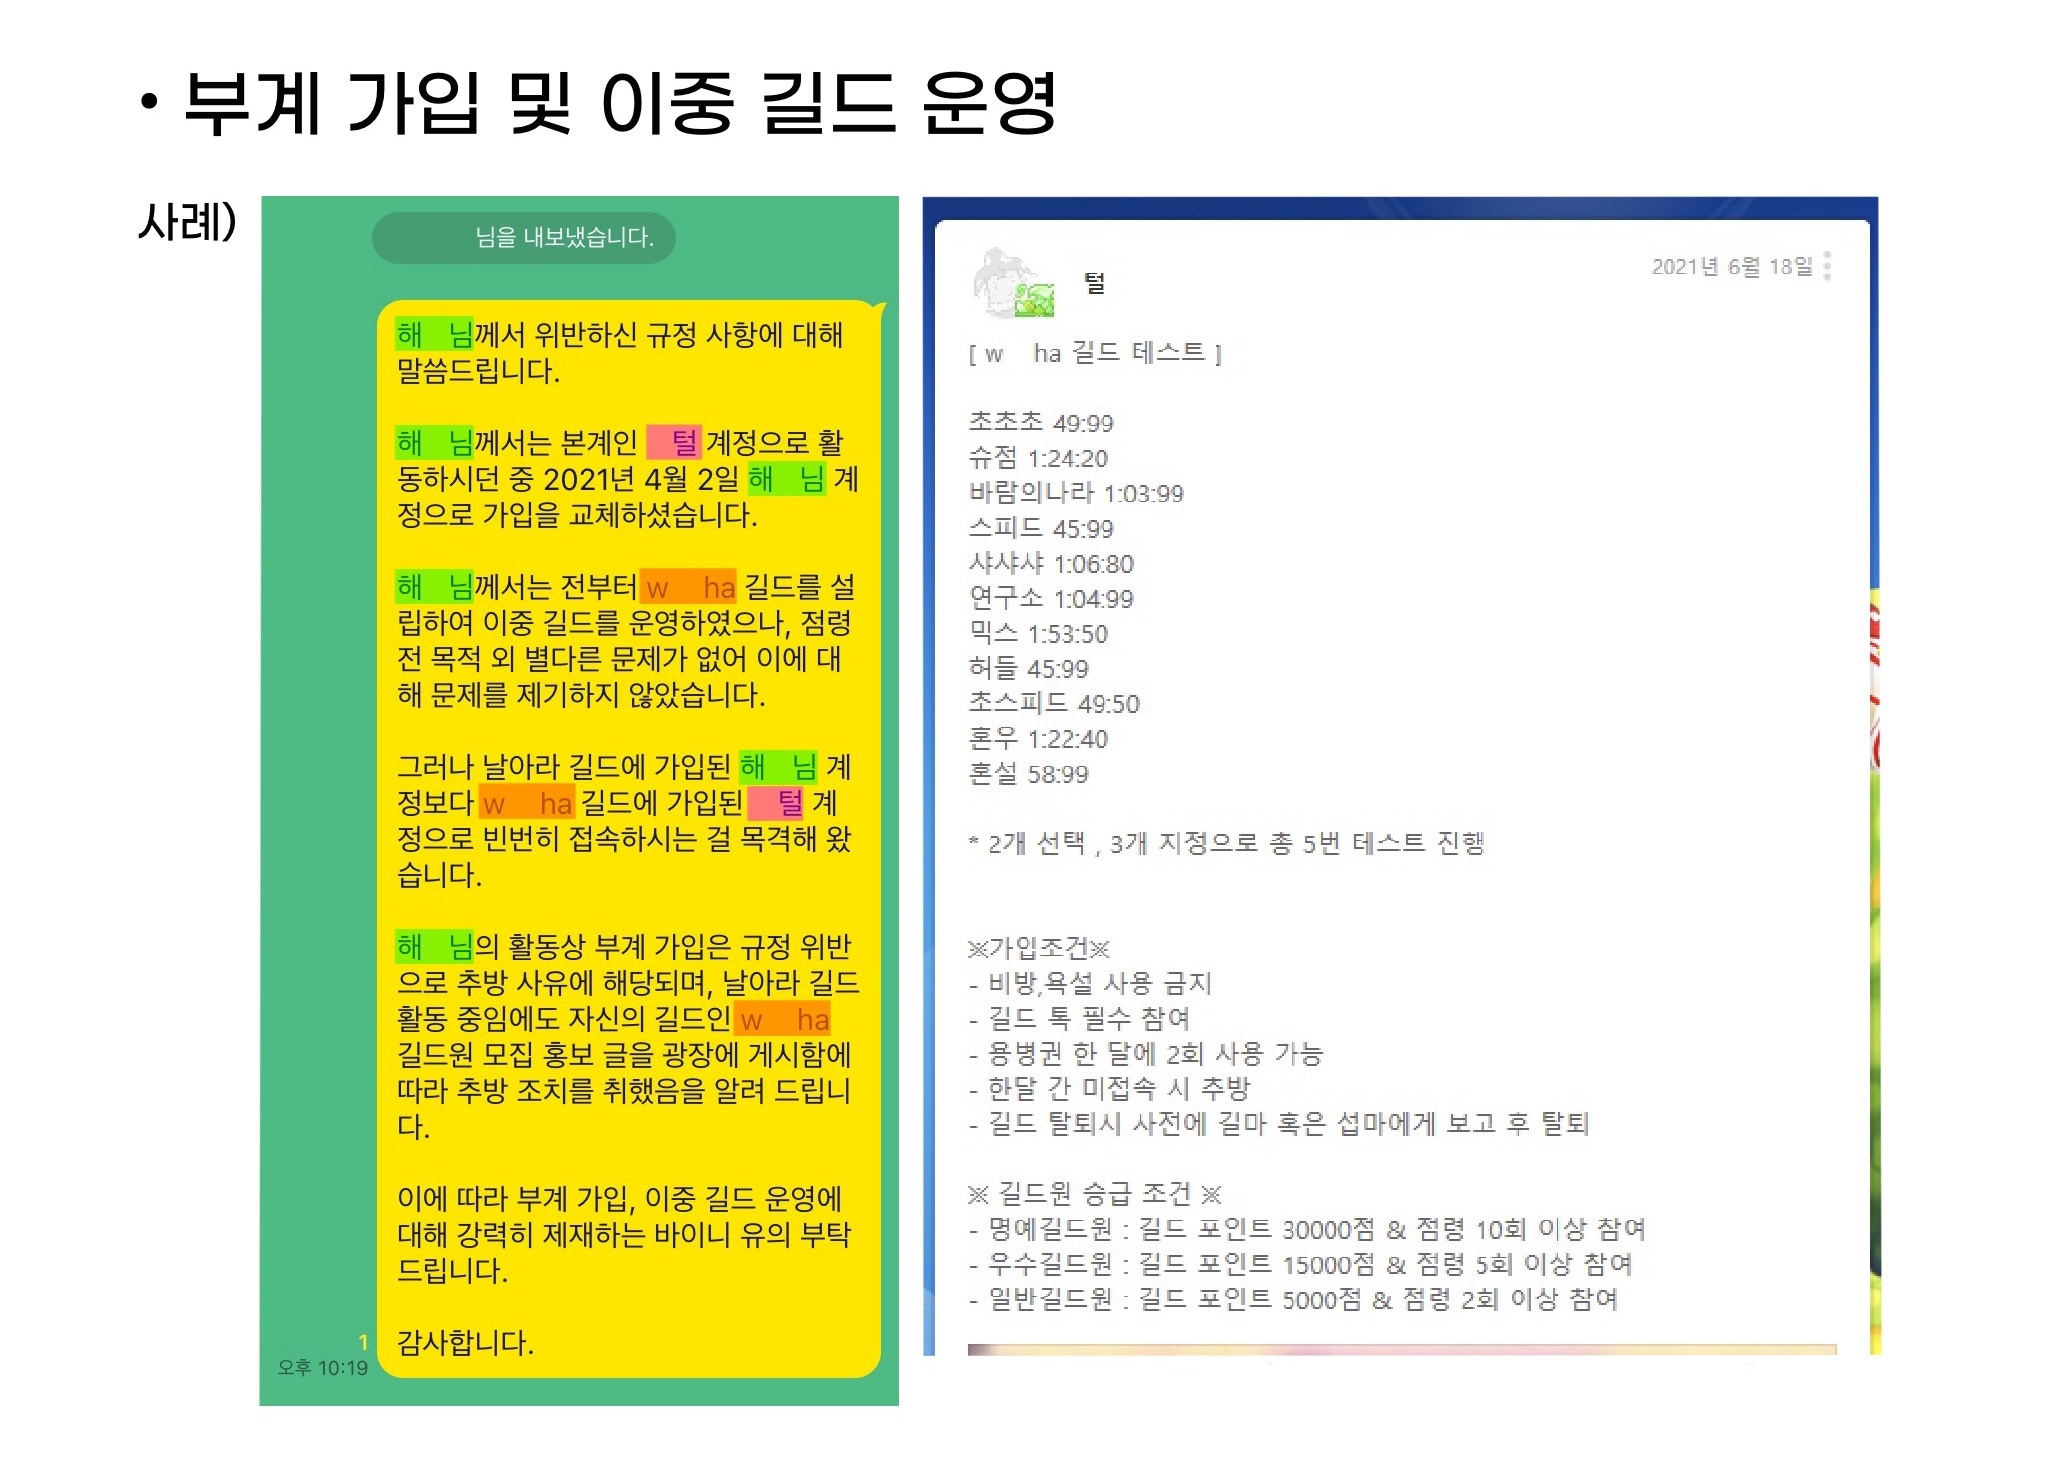 • 부계 가입 및 이중 길드 운영
사례)
님을 내보냈습니다.
해 님께서 위반하신 규정 사항에 대해
말씀드립니다.
해 님께서는 본계인 털 계정으로 활
동하시던 중 2021년 4월 2일 해 님 계
정으로 가입을 교체하셨습니다.
해 님께서는 전부터 w ha 길드를 설
립하여 이중 길드를 운영하였으나, 점령
전 목적 외 별다른 문제가 없어 이에 대
해 문제를 제기하지 않았습니다.
그러나 날아라 길드에 가입된 해 님 계
정보다 w ha 길드에 가입된 털 계
정으로 빈번히 접속하시는 걸 목격해 왔
습니다.
해 님의 활동상 부계 가입은 규정 위반
으로 추방 사유에 해당되며, 날아라 길드
활동 중임에도 자신의 길드인 w ha
길드원 모집 홍보 글을 광장에 게시함에
따라 추방 조치를 취했음을 알려 드립니
다.
이에 따라 부계 가입, 이중 길드 운영에
대해 강력히 제재하는 바이니 유의 부탁
드립니다.
감사합니다.
1
오후 10:19
털
2021년 6월 18일
[ w ha 길드 테스트 ]
초초초 49:99
슈점 1:24:20
바람의나라 1:03:99
스피드 45:99
샤샤샤 1:06:80
연구소 1:04:99
믹스 1:53:50
허들 45:99
초스피드 49:50
혼우 1:22:40
혼설 58:99
* 2개 선택 , 3개 지정으로 총 5번 테스트 진행
※가입조건※
- 비방,욕설 사용 금지
- 길드 톡 필수 참여
- 용병권 한 달에 2회 사용 가능
- 한달 간 미접속 시 추방
- 길드 탈퇴시 사전에 길마 혹은 섭마에게 보고 후 탈퇴
※ 길드원 승급 조건 ※
- 명예길드원 : 길드 포인트 30000점 & 점령 10회 이상 참여
- 우수길드원 : 길드 포인트 15000점 & 점령 5회 이상 참여
- 일반길드원 : 길드 포인트 5000점 & 점령 2회 이상 참여